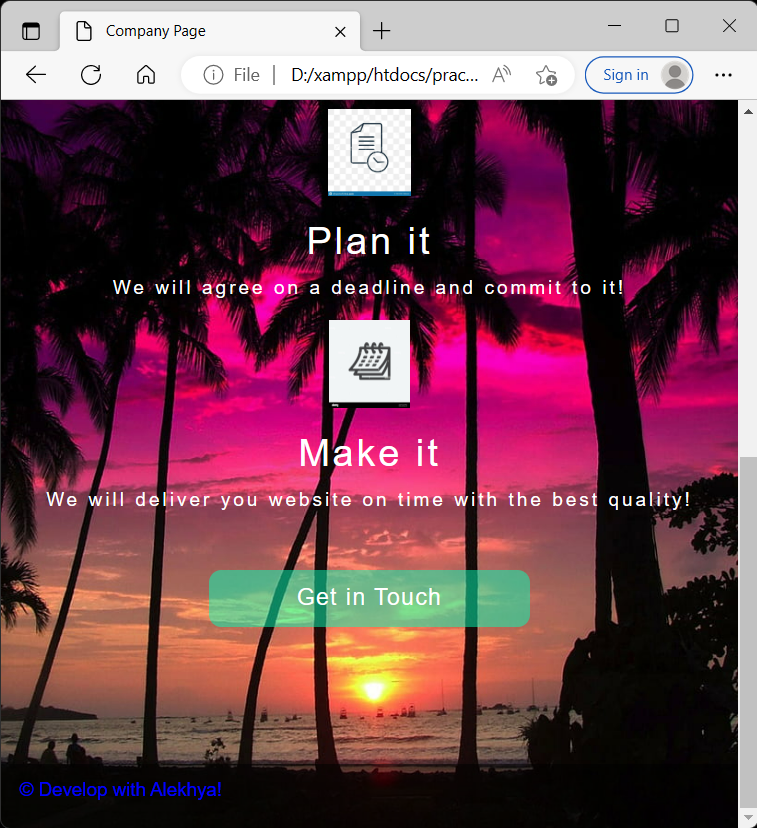 Company Page
File
D:/xampp/htdocs/prac...
Sign in
Plan it
We will agree on a deadline and commit to it!
Make it
We will deliver you website on time with the best quality!
Get in Touch
© Develop with Alekhya!